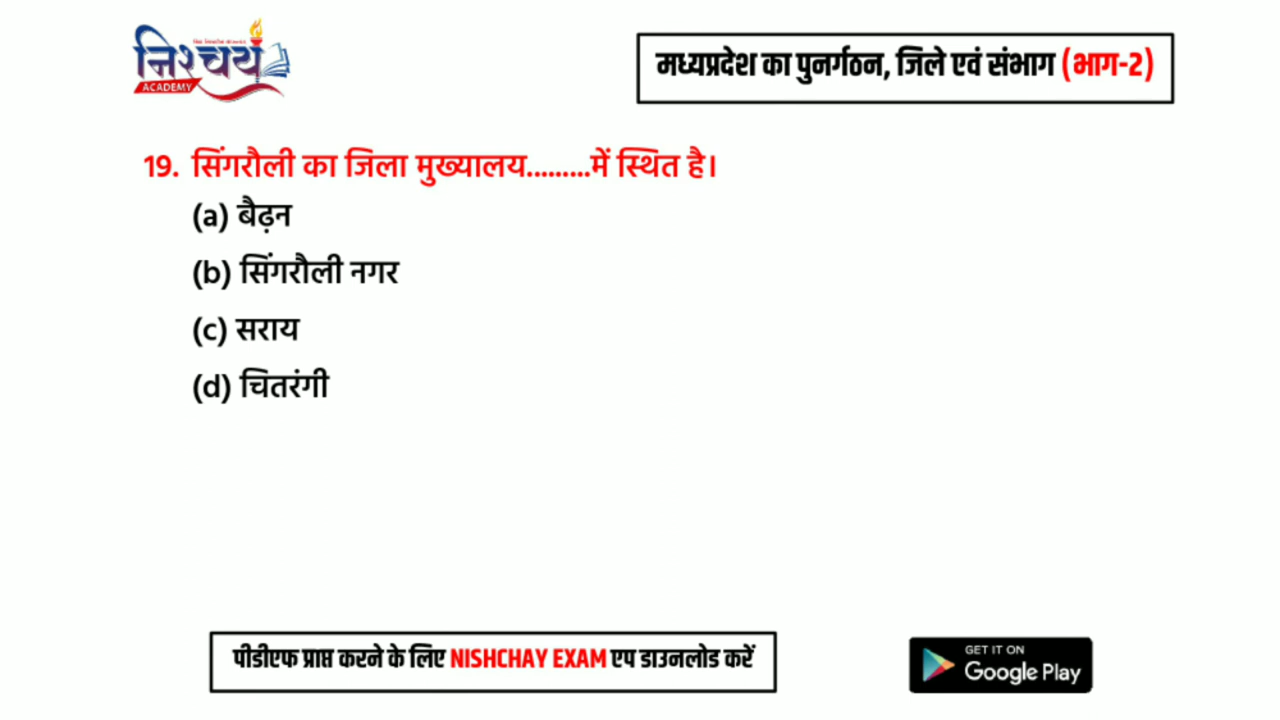 निश्चय
ACADEMY
मध्यप्रदेश का पुनर्गठन, जिले एवं संभाग (भाग-2)
19. सिंगरौली का जिला मुख्यालय.........में स्थित है।
(a) बैढ़न
(b) सिंगरौली नगर
(c) सराय
(d) चितरंगी
पीडीएफ प्राप्त करने के लिए NISHCHAY EXAM एप डाउनलोड करें
GET IT ON
Google Play